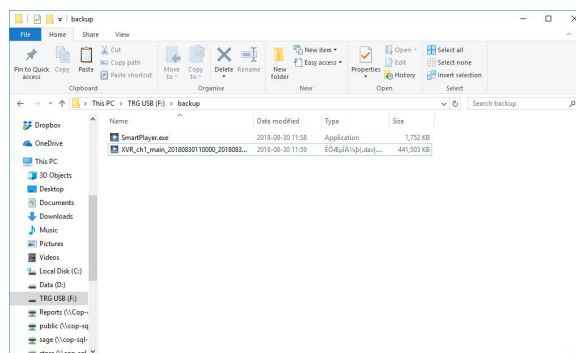 backup
File Home Share View
Pin to Quick access
Copy
Paste
Cut
Copy path
Paste shortcut
Move to
Copy to
Delete
Rename
New folder
New item
Easy access
Properties
Open
Edit
History
Select all
Select none
Invert selection
Clipboard Organise New Open Select
This PC > TRG USB (F:) > backup
Search backup
Name Date modified Type Size
SmartPlayer.exe 2018-08-30 11:58 Application 1,752 KB
XVR_ch1_main_20180830110000_2018083... 2018-08-30 11:59 441,503 KB
Dropbox
OneDrive
This PC
3D Objects
Desktop
Documents
Downloads
Music
Pictures
Videos
Local Disk (C:)
Data (D:)
TRG USB (F:)
Reports (\\Cop-
public (\\cop-sq
sage (\\cop-sql-